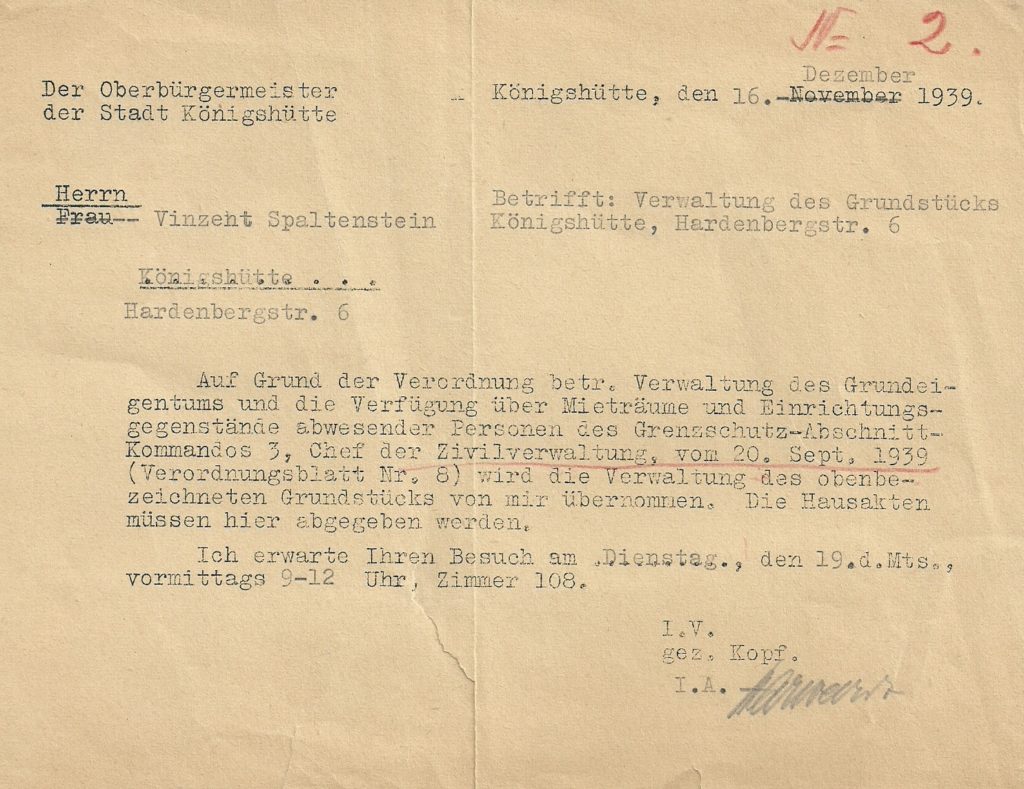 № 2.
Der Oberbürgermeister
der Stadt Königshütte
Dezember
Königshütte, den 16. November 1939.
Herrn
Frau-- Vinzeht Spaltenstein
Betrifft: Verwaltung des Grundstücks
Königshütte, Hardenbergstr. 6
Königshütte . . .
Hardenbergstr. 6
Auf Grund der Verordnung betr. Verwaltung des Grundei-
gentums und die Verfügung über Mieträume und Einrichtungs-
gegenstände abwesender Personen des Grenzschutz-Abschnitt-
Kommandos 3, Chef der Zivilverwaltung, vom 20. Sept. 1939
(Verordnungsblatt Nr. 8) wird die Verwaltung des obenbe-
zeichneten Grundstücks von mir übernommen. Die Hausakten
müssen hier abgegeben werden.
Ich erwarte Ihren Besuch am .Dienstag., den 19.d.Mts.,
vormittags 9-12 Uhr, Zimmer 108.
I.V.
gez. Kopf.
I.A.